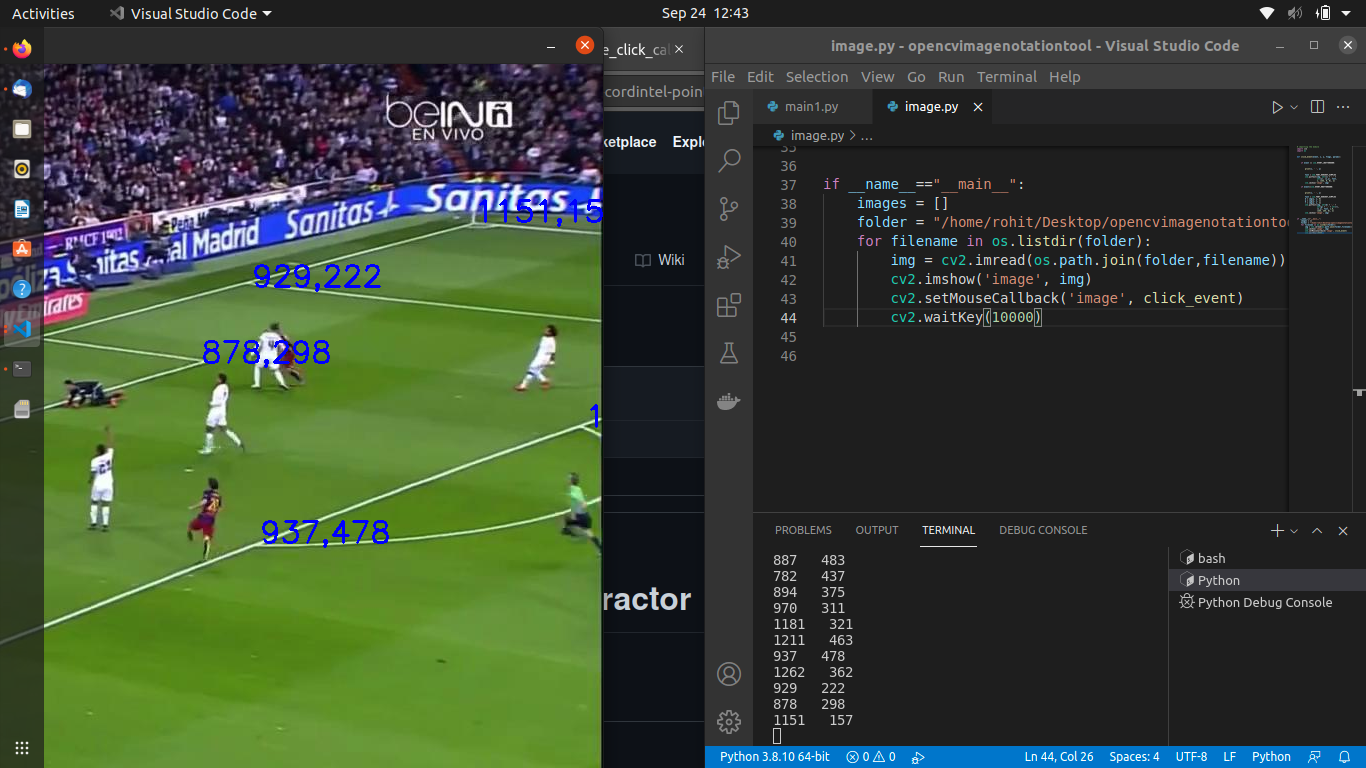 Activities
Visual Studio Code
Sep 24 12:43
e_click_cal
cordintel-poin
ketplace Explo
Wiki
ractor
beIN
EN VIVO
Sanitas
Sanitas
al Madrid
Sanitas
RMCF 1902
1151,15
929,222
878,298
1
937,478
image.py - opencvimagenotationtool - Visual Studio Code
File Edit Selection View Go Run Terminal Help
main1.py
image.py
image.py > ...
35
36
37 if __name__=="__main__":
38 images = []
39 folder = "/home/rohit/Desktop/opencvimagenotationtoo
40 for filename in os.listdir(folder):
41 img = cv2.imread(os.path.join(folder,filename))
42 cv2.imshow('image', img)
43 cv2.setMouseCallback('image', click_event)
44 cv2.waitKey(10000)
45
46
PROBLEMS OUTPUT TERMINAL DEBUG CONSOLE
887 483
782 437
894 375
970 311
1181 321
1211 463
937 478
1262 362
929 222
878 298
1151 157
bash
Python
Python Debug Console
Python 3.8.10 64-bit
0 0
Ln 44, Col 26
Spaces: 4
UTF-8
LF
Python